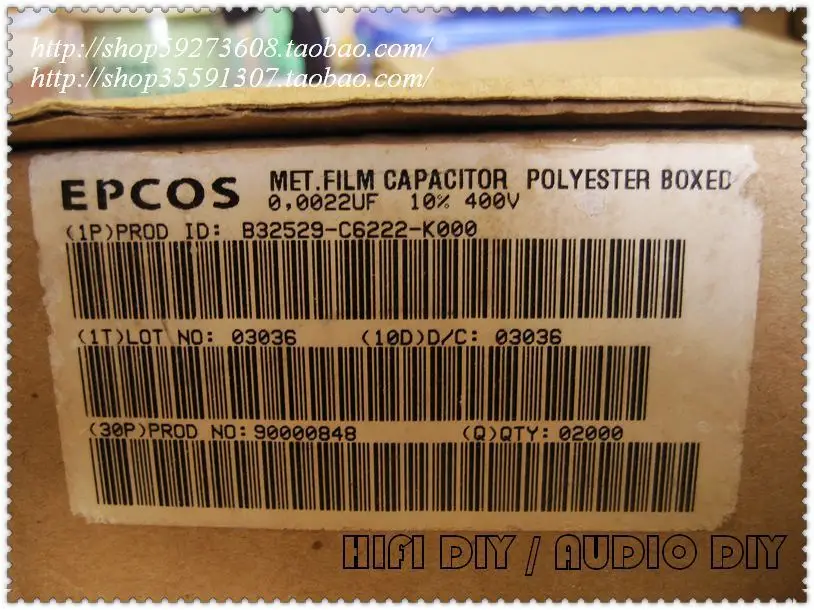 http://shop59273608.taobao.com/
http://shop35591307.taobao.com/
EPCOS MET.FILM CAPACITOR POLYESTER BOXED
0,0022UF 10% 400V
(1P)PROD ID: B32529-C6222-K000
(1T)LOT NO: 03036 (10D)D/C: 03036
(30P)PROD NO:90000848 (Q)QTY: 02000
HIFI DIY / AUDIO DIY